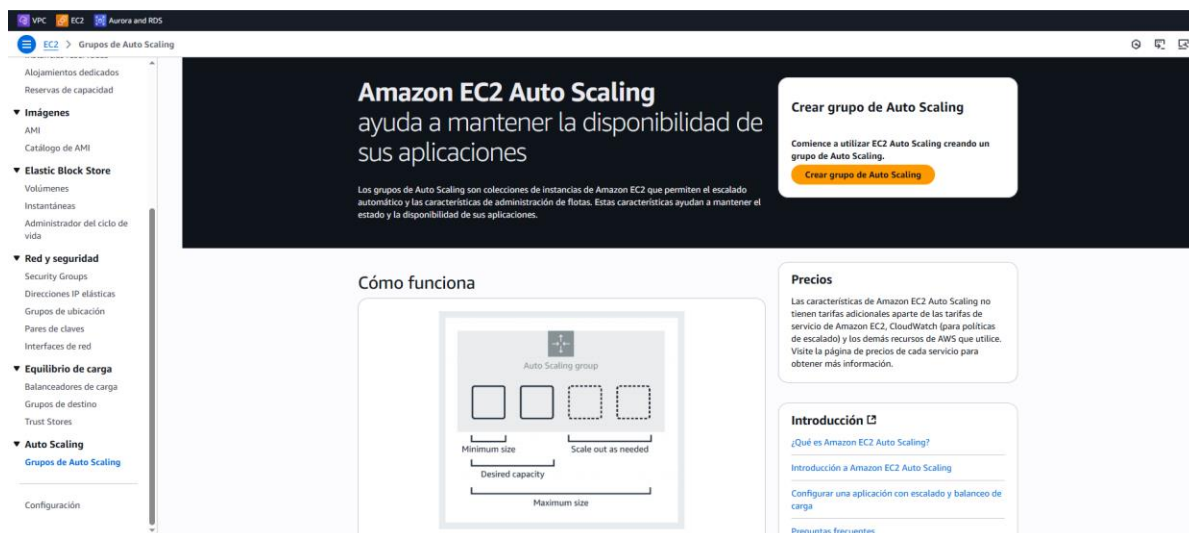 VPC EC2 Aurora and RDS
EC2 > Grupos de Auto Scaling
Alojamientos dedicados
Reservas de capacidad
Imágenes
AMI
Catálogo de AMI
Elastic Block Store
Volúmenes
Instantáneas
Administrador del ciclo de
vida
Red y seguridad
Security Groups
Direcciones IP elásticas
Grupos de ubicación
Pares de claves
Interfaces de red
Equilibrio de carga
Balanceadores de carga
Grupos de destino
Trust Stores
Auto Scaling
Grupos de Auto Scaling
Configuración
Amazon EC2 Auto Scaling
ayuda a mantener la disponibilidad de
sus aplicaciones
Los grupos de Auto Scaling son colecciones de instancias de Amazon EC2 que permiten el escalado
automático y las características de administración de flotas. Estas características ayudan a mantener el
estado y la disponibilidad de sus aplicaciones.
Crear grupo de Auto Scaling
Comience a utilizar EC2 Auto Scaling creando un
grupo de Auto Scaling.
Crear grupo de Auto Scaling
Cómo funciona
Auto Scaling group
Minimum size
Scale out as needed
Desired capacity
Maximum size
Precios
Las características de Amazon EC2 Auto Scaling no
tienen tarifas adicionales aparte de las tarifas de
servicio de Amazon EC2, CloudWatch (para políticas
de escalado) y los demás recursos de AWS que utilice.
Visite la página de precios de cada servicio para
obtener más información.
Introducción
¿Qué es Amazon EC2 Auto Scaling?
Introducción a Amazon EC2 Auto Scaling
Configurar una aplicación con escalado y balanceo de
carga
Preguntas frecuentes